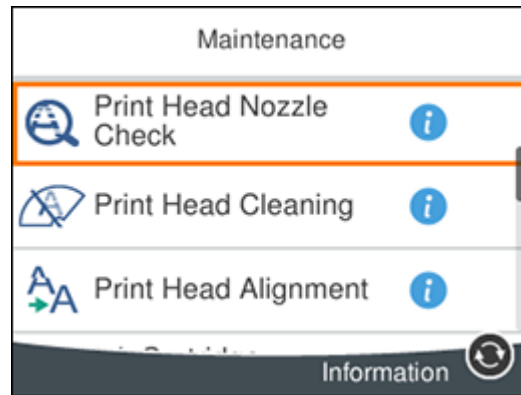 Maintenance
Print Head Nozzle
Check
Print Head Cleaning
Print Head Alignment
Information